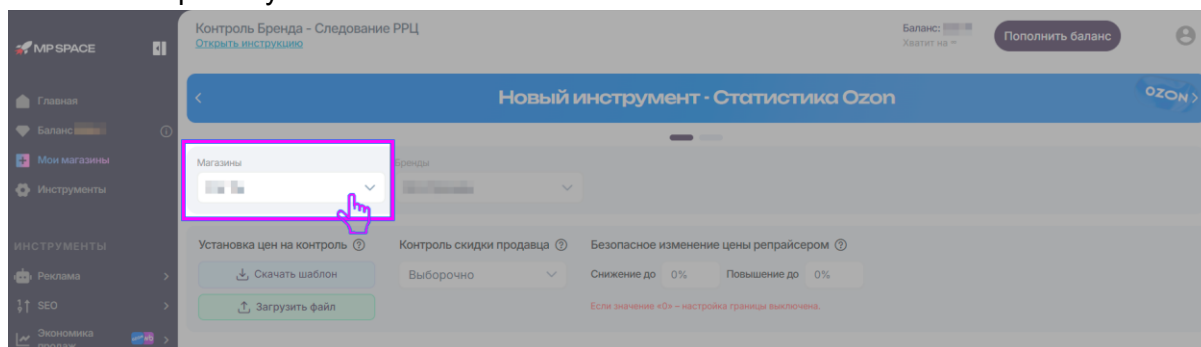 Контроль Бренда - Следование РРЦ
Открыть инструкцию
Баланс:
Хватит на ~
Пополнить баланс
MP SPACE
Новый инструмент - Статистика Ozon
OZON
Главная
Баланс
Мои магазины
Инструменты
ИНСТРУМЕНТЫ
Реклама
SEO
Экономика
продаж
Магазины
Бренды
Установка цен на контроль
Скачать шаблон
Загрузить файл
Контроль скидки продавца
Выборочно
Безопасное изменение цены репрайсером
Снижение до 0% Повышение до 0%
Если значение «0» – настройка границы выключена.